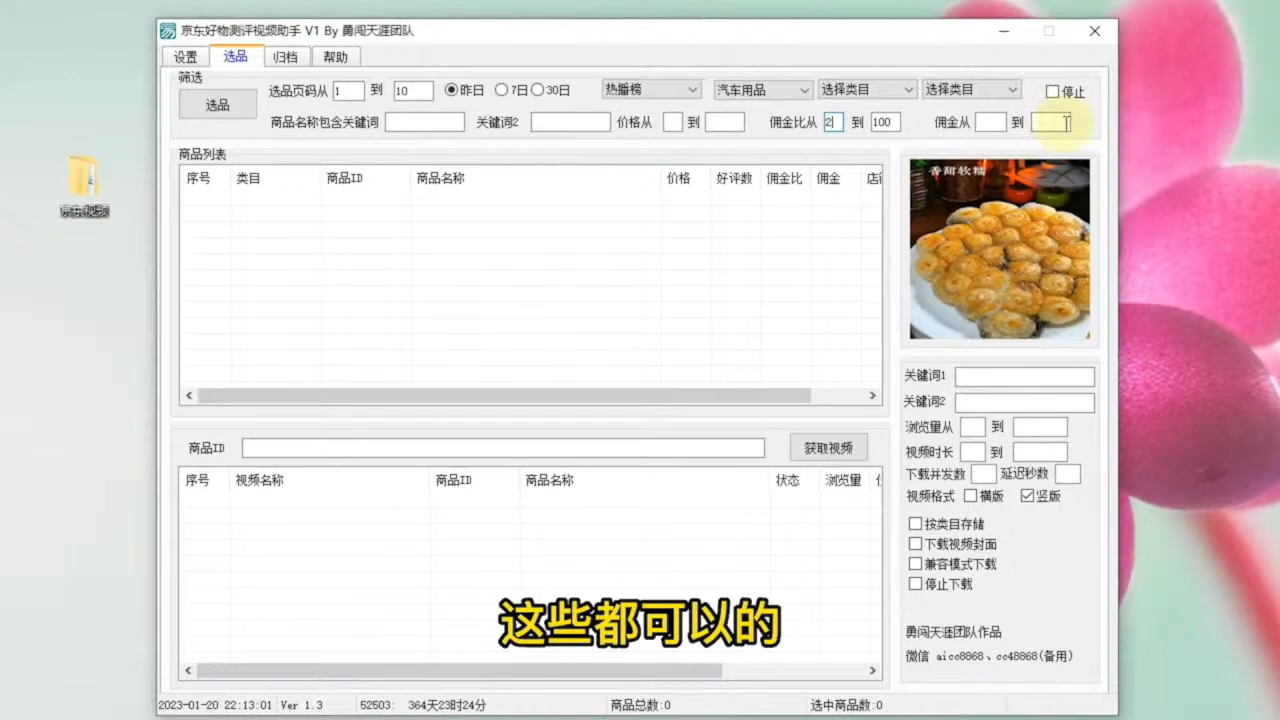 京东好物测评视频助手 V1 By 勇闯天涯团队
设置 选品 归档 帮助
筛选
选品 选品页码从 1 到 10 昨日 7日 30日 热播榜 汽车用品 选择类目 选择类目 停止
商品名称包含关键词 关键词2 价格从 到 佣金比从 2 到 100 佣金从 到
京东视频
商品列表
序号 类目 商品ID 商品名称 价格 好评数 佣金比 佣金
香甜软糯
关键词1
关键词2
浏览量从 到
视频时长 到
下载并发数 延迟秒数
视频格式 横版 竖版
商品ID 获取视频
序号 视频名称 商品ID 商品名称 状态 浏览量
按类目存储
下载视频封面
兼容模式下载
停止下载
这些都可以的
勇闯天涯团队作品
微信 aicc8868、cc48868(备用)
2023-01-20 22:13:01 Ver 1.3 52503: 364天23时24分 商品总数:0 选中商品数:0